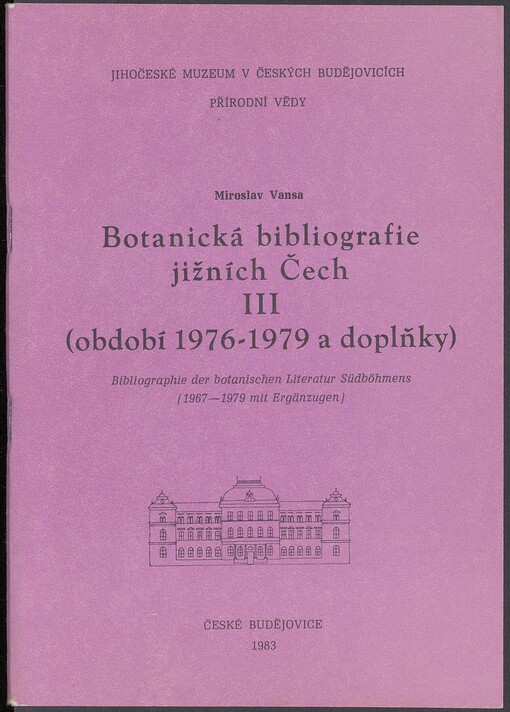 JIHOČESKÉ MUZEUM V ČESKÝCH BUDĚJOVICÍCH
PŘÍRODNÍ VĚDY
Miroslav Vansa
Botanická bibliografie
jižních Čech
III
(období 1976-1979 a doplňky)
Bibliographie der botanischen Literatur Südböhmens
(1967—1979 mit Ergänzugen)
ČESKÉ BUDĚJOVICE
1983